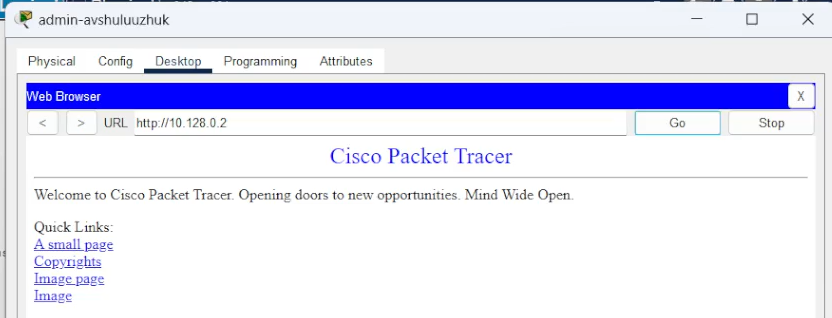 admin-avshuluuzhuk
Physical Config Desktop Programming Attributes
Web Browser X
< > URL http://10.128.0.2 Go Stop
Cisco Packet Tracer
Welcome to Cisco Packet Tracer. Opening doors to new opportunities. Mind Wide Open.
Quick Links:
A small page
Copyrights
Image page
Image